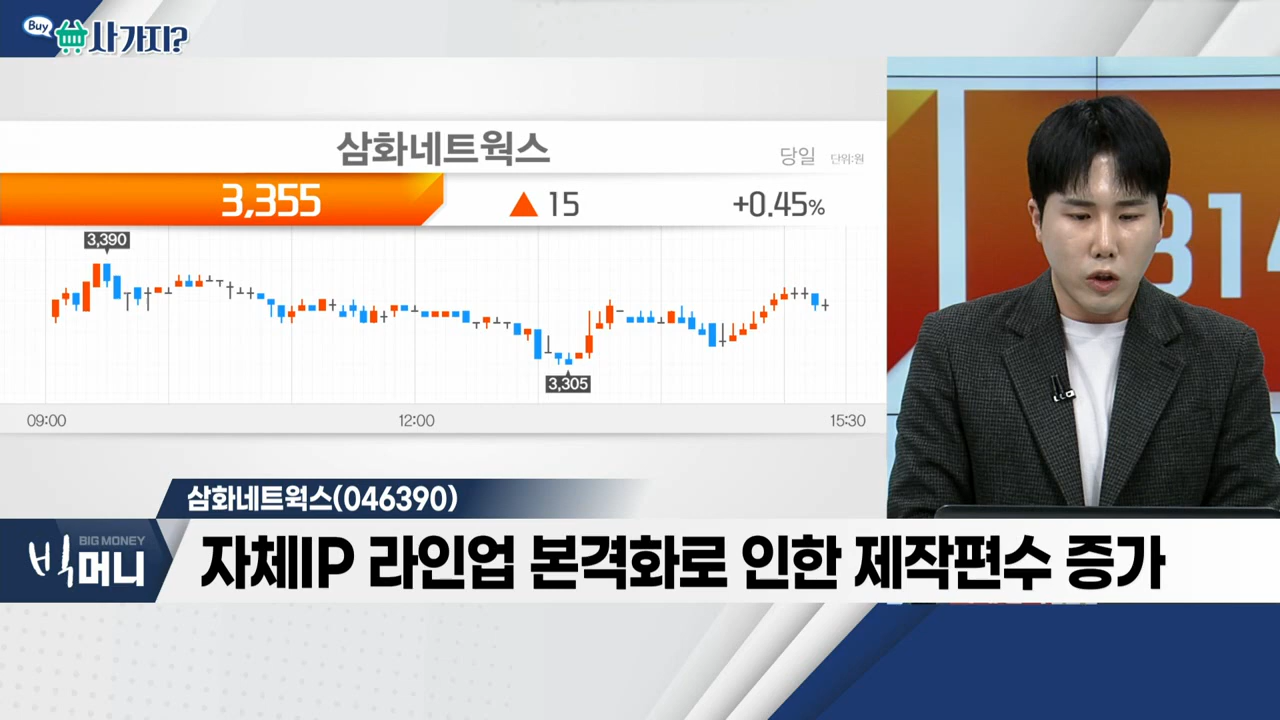 Buy
사가지?
삼화네트웍스
당일 단위:원
3,355 ▲ 15 +0.45%
3,390
3,305
09:00 12:00 15:30
314
삼화네트웍스(046390)
BIG MONEY
빅머니
자체IP 라인업 본격화로 인한 제작편수 증가